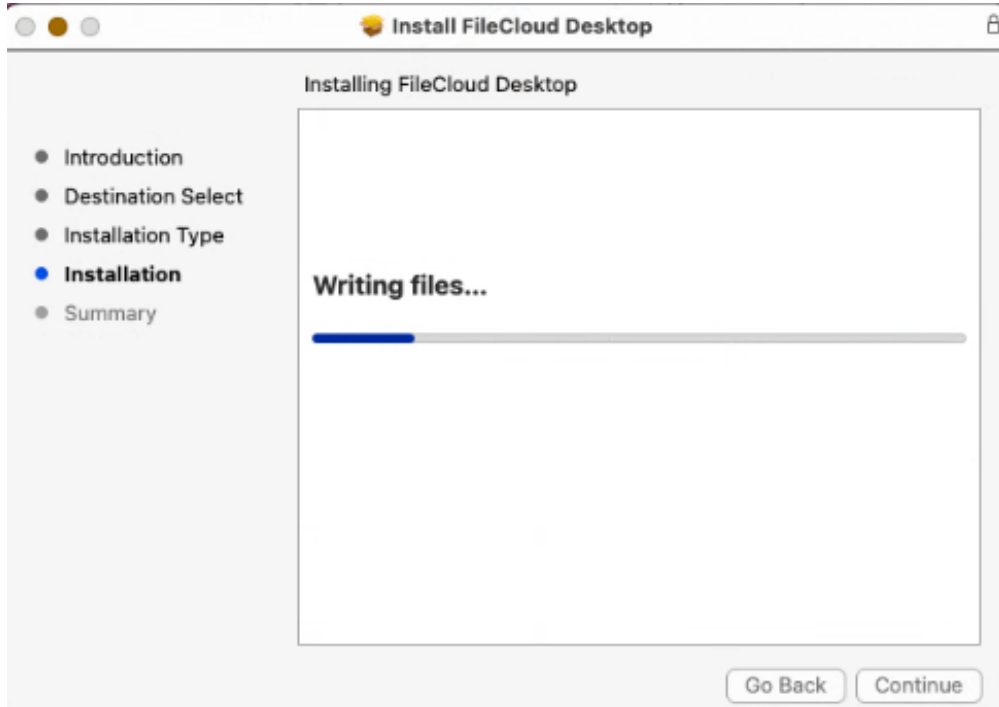 Install FileCloud Desktop
Installing FileCloud Desktop
Introduction
Destination Select
Installation Type
Installation
Summary
Writing files...
Go Back Continue